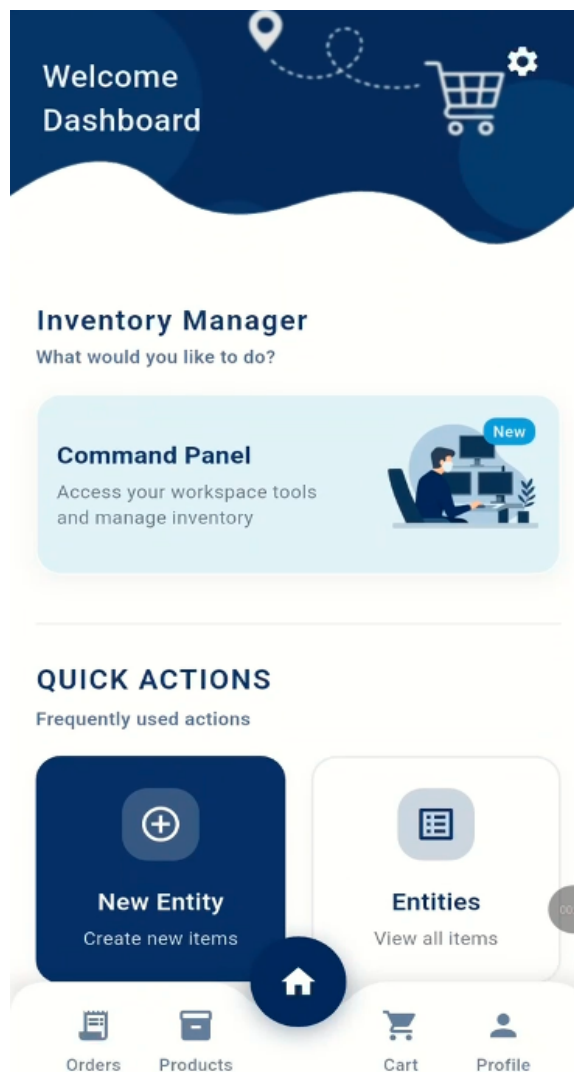 Welcome
Dashboard
Inventory Manager
What would you like to do?
New
Command Panel
Access your workspace tools
and manage inventory
QUICK ACTIONS
Frequently used actions
New Entity
Create new items
Entities
View all items
00
Orders
Products
Cart
Profile